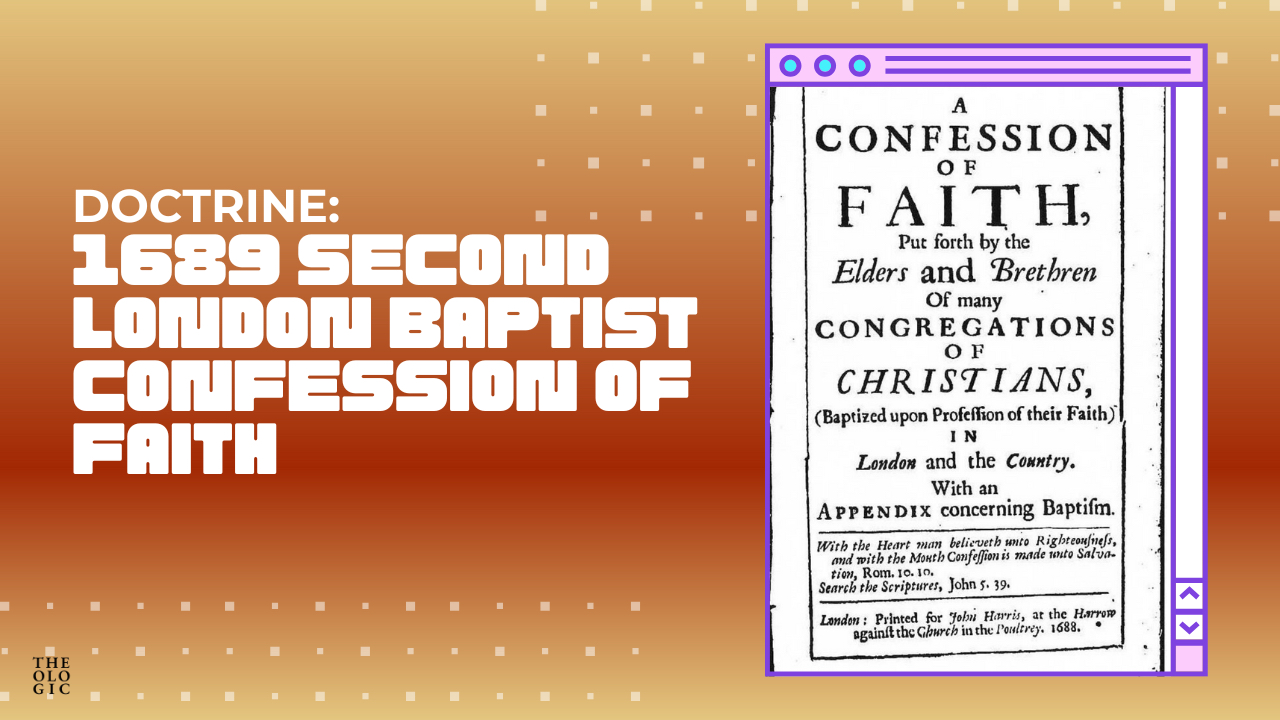 DOCTRINE:
1689 SECOND
LONDON BAPTIST
CONFESSION OF
FAITH
A
CONFESSION
OF
FAITH,
Put forth by the
Elders and Brethren
Of many
CONGREGATIONS
OF
CHRISTIANS,
(Baptized upon Profeſſion of their Faith)
IN
London and the Country.
With an
APPENDIX concerning Baptiſm.
With the Heart man believeth unto Righteouſneſs,
and with the Mouth Confeſſion is made unto Salva-
tion, Rom. 10. 10.
Search the Scriptures, John 5. 39.
London: Printed for John Harris, at the Harrow
againſt the Church in the Poultrey. 1688.
THE
OLO
GIC